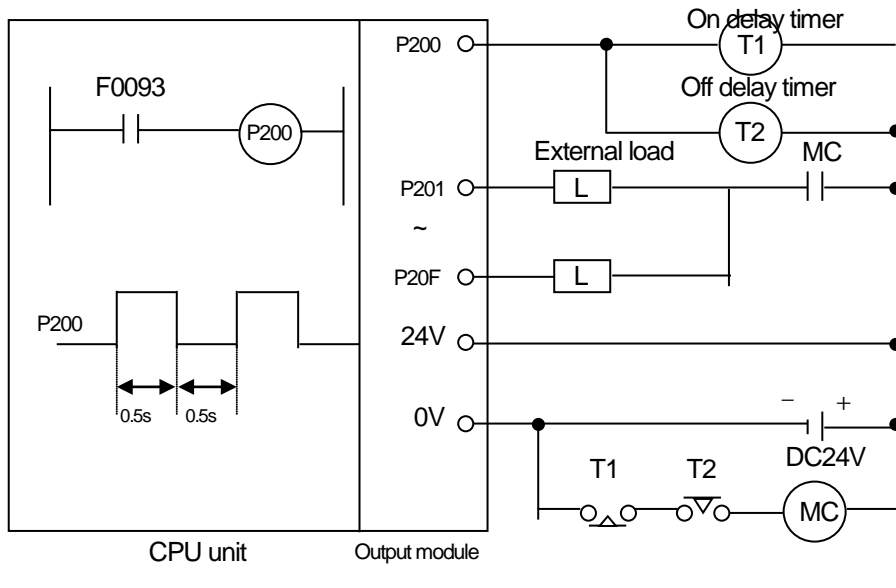 On delay timer
P200
T1
F0093
Off delay timer
P200
T2
External load
MC
P201
L
~
P20F
L
P200
24V
0.5s
0.5s
0V
− +
DC24V
T1
T2
MC
CPU unit
Output module